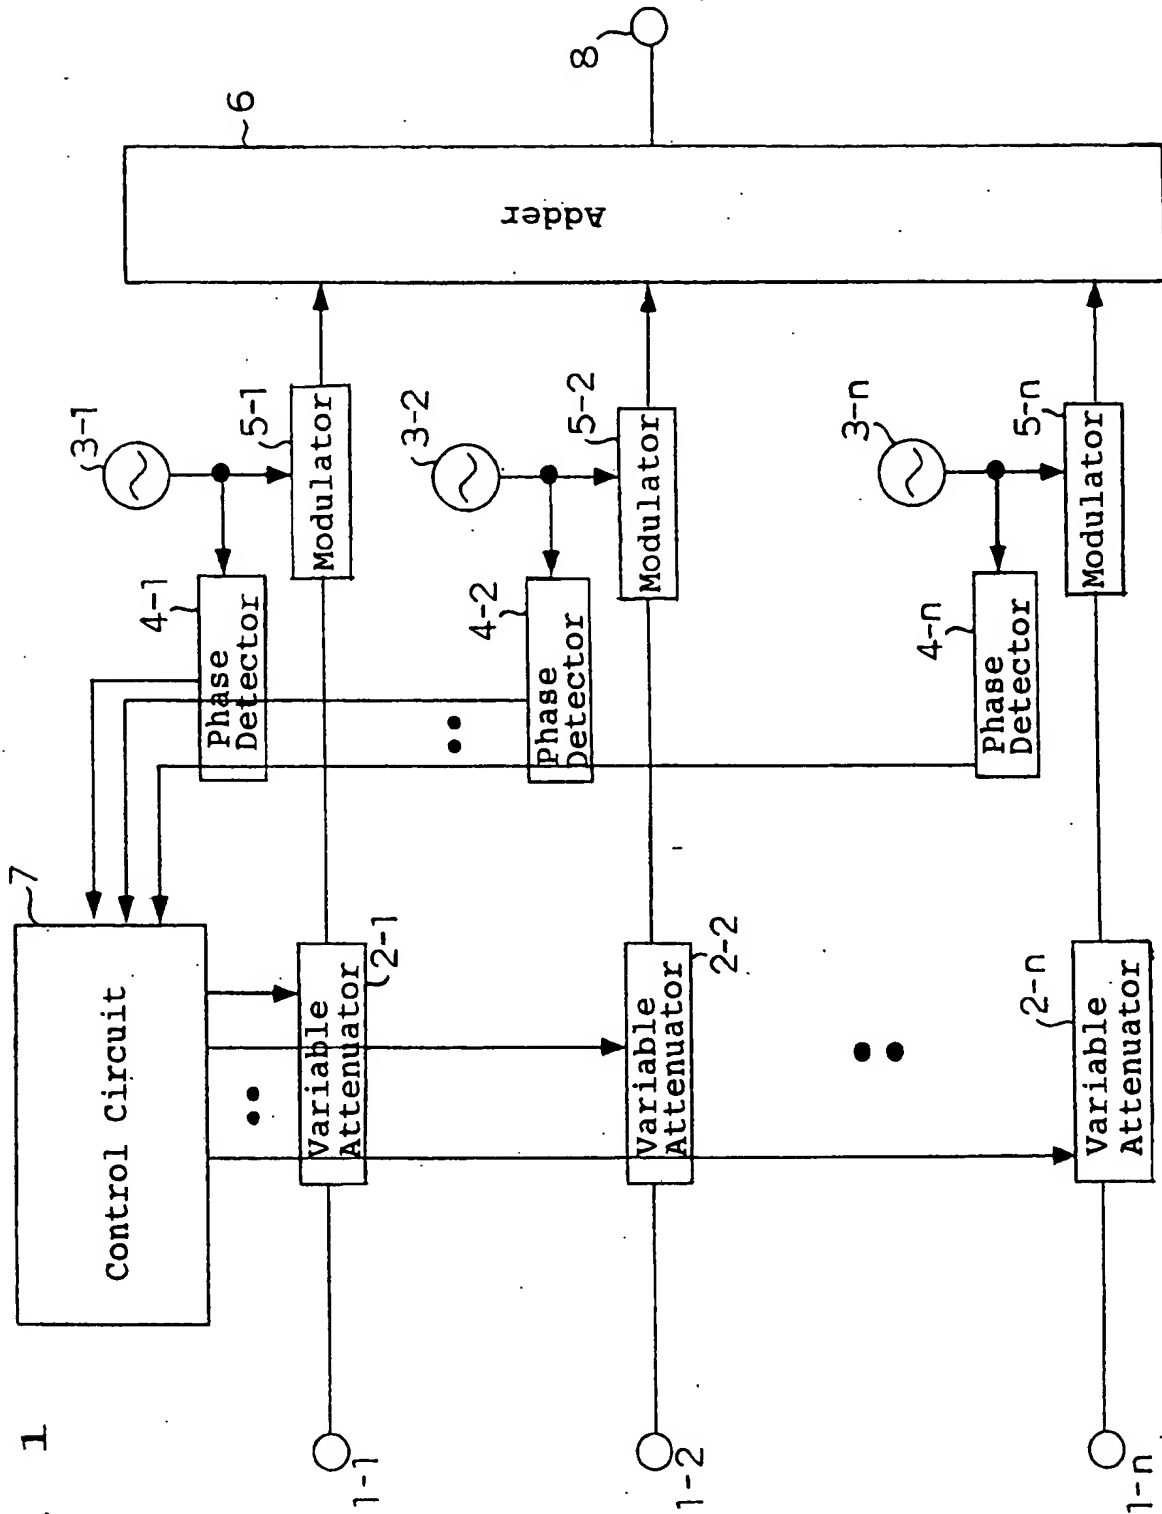 1
7
Control Circuit
1-1
Variable
Attenuator
2-1
Phase
Detector
4-1
3-1
Modulator
5-1
1-2
Variable
Attenuator
2-2
Phase
Detector
4-2
3-2
Modulator
5-2
1-n
Variable
Attenuator
2-n
Phase
Detector
4-n
3-n
Modulator
5-n
Adder
6
8